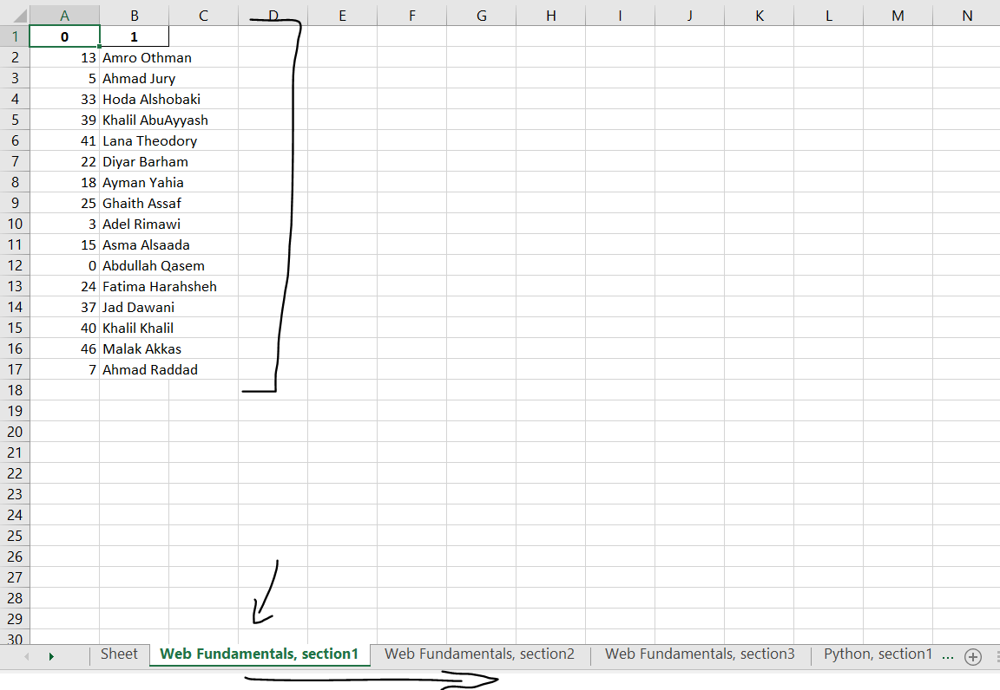 A B C D E F G H I J K L M N
1 0 1
2 13 Amro Othman
3 5 Ahmad Jury
4 33 Hoda Alshobaki
5 39 Khalil AbuAyyash
6 41 Lana Theodory
7 22 Diyar Barham
8 18 Ayman Yahia
9 25 Ghaith Assaf
10 3 Adel Rimawi
11 15 Asma Alsaada
12 0 Abdullah Qasem
13 24 Fatima Harahsheh
14 37 Jad Dawani
15 40 Khalil Khalil
16 46 Malak Akkas
17 7 Ahmad Raddad
18
19
20
21
22
23
24
25
26
27
28
29
30
Sheet Web Fundamentals, section1 Web Fundamentals, section2 Web Fundamentals, section3 Python, section1 ...